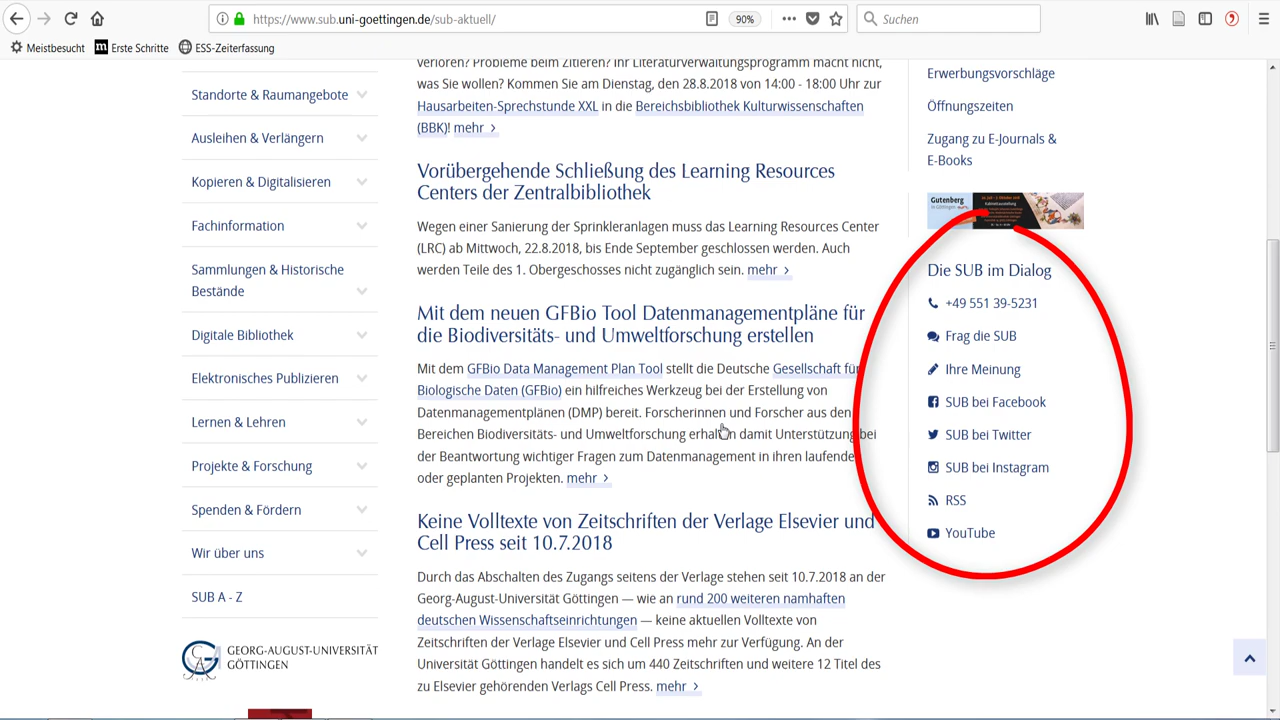 https://www.sub.uni-goettingen.de/sub-aktuell/
90%
Suchen
Meistbesucht
Erste Schritte
ESS-Zeiterfassung
Standorte & Raumangebote
Ausleihen & Verlängern
Kopieren & Digitalisieren
Fachinformation
Sammlungen & Historische
Bestände
Digitale Bibliothek
Elektronisches Publizieren
Lernen & Lehren
Projekte & Forschung
Spenden & Fördern
Wir über uns
SUB A - Z
GEORG-AUGUST-UNIVERSITÄT
GÖTTINGEN
verloren? Probleme beim Zitieren? Ihr Literaturverwaltungsprogramm macht nicht,
was Sie wollen? Kommen Sie am Dienstag, den 28.8.2018 von 14:00 - 18:00 Uhr zur
Hausarbeiten-Sprechstunde XXL in die Bereichsbibliothek Kulturwissenschaften
(BBK)! mehr >
Vorübergehende Schließung des Learning Resources
Centers der Zentralbibliothek
Wegen der Sanierung der Sprinkleranlagen muss das Learning Resources Center
(LRC) ab Mittwoch, 22.8.2018, bis Ende September geschlossen werden. Auch
werden Teile des 1. Obergeschosses nicht zugänglich sein. mehr >
Mit dem neuen GFBio Tool Datenmanagementpläne für
die Biodiversitäts- und Umweltforschung erstellen
Mit dem GFBio Data Management Plan Tool stellt die Deutsche Gesellschaft für
Biologische Daten (GFBio) ein hilfreiches Werkzeug bei der Erstellung von
Datenmanagementplänen (DMP) bereit. Forscherinnen und Forscher aus den
Bereichen Biodiversitäts- und Umweltforschung erhalten damit Unterstützung bei
der Beantwortung wichtiger Fragen zum Datenmanagement in ihren laufende
oder geplanten Projekten. mehr >
Keine Volltexte von Zeitschriften der Verlage Elsevier und
Cell Press seit 10.7.2018
Durch das Abschalten des Zugangs seitens der Verlage stehen seit 10.7.2018 an der
Georg-August-Universität Göttingen — wie an rund 200 weiteren namhaften
deutschen Wissenschaftseinrichtungen — keine aktuellen Volltexte von
Zeitschriften der Verlage Elsevier und Cell Press mehr zur Verfügung. An der
Universität Göttingen handelt es sich um 440 Zeitschriften und weitere 12 Titel des
zu Elsevier gehörenden Verlags Cell Press. mehr >
Erwerbungsvorschläge
Öffnungszeiten
Zugang zu E-Journals &
E-Books
Gutenberg
Die SUB im Dialog
+49 551 39-5231
Frag die SUB
Ihre Meinung
SUB bei Facebook
SUB bei Twitter
SUB bei Instagram
RSS
YouTube